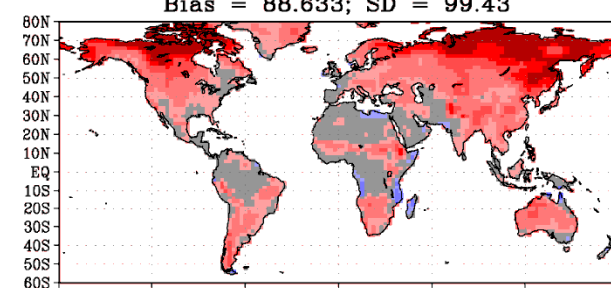 Bias = 88.633; SD = 99.43
80N
70N
60N
50N
40N
30N
20N
10N
EQ
10S
20S
30S
40S
50S
60S